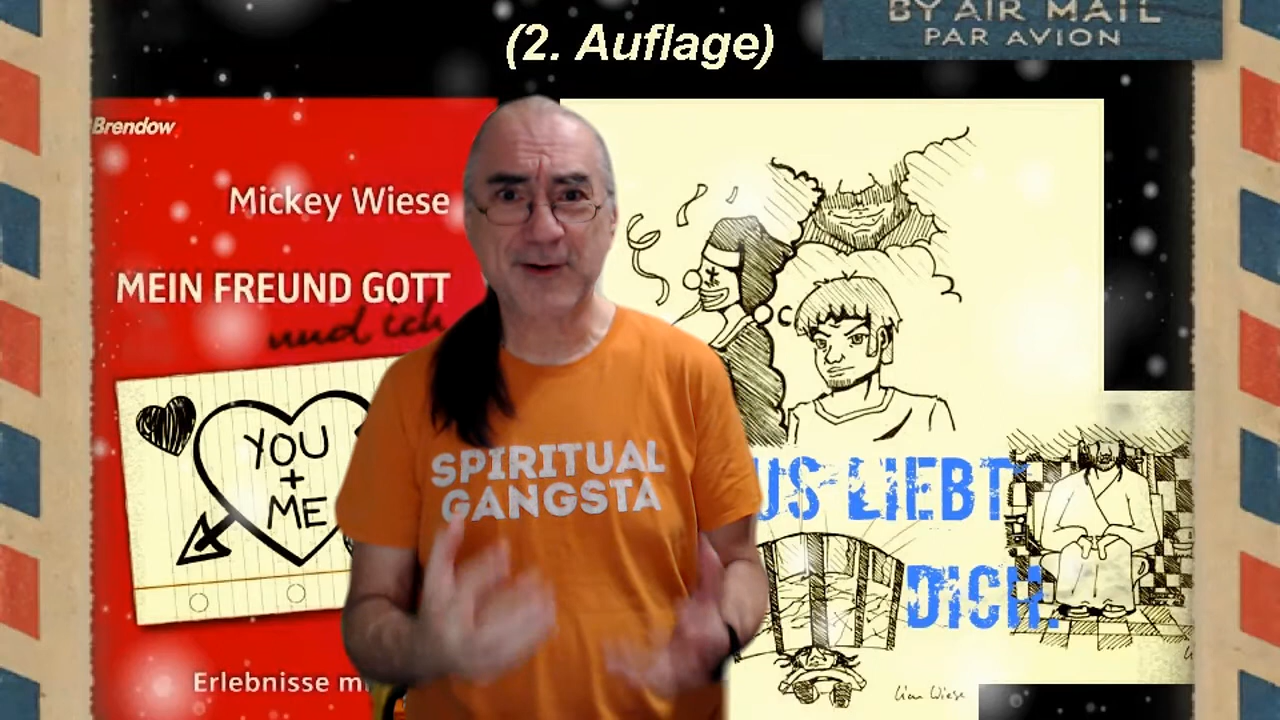 BY AIR MAIL
PAR AVION
(2. Auflage)
Brendow
Mickey Wiese
MEIN FREUND GOTT
und ich
YOU
+
ME
Erlebnisse mi
SPIRITUAL
GANGSTA
US LIEBT
DICH.
Lian Wiese